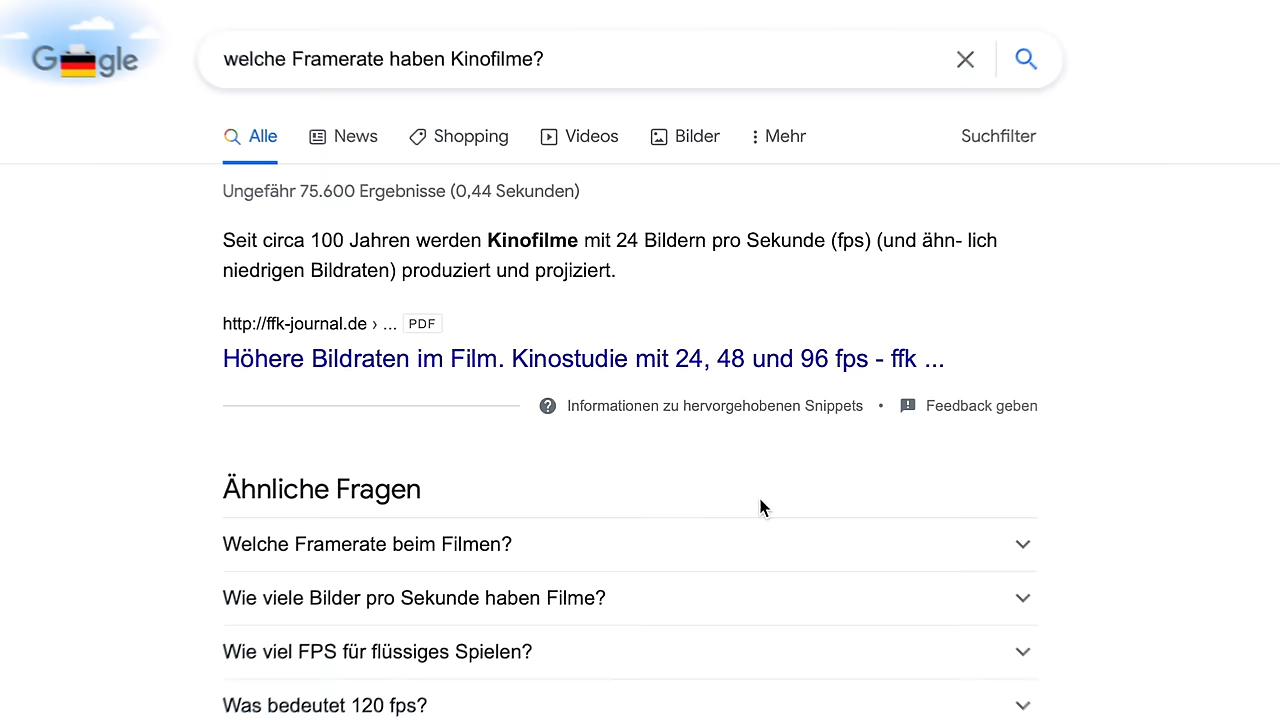 Google
welche Framerate haben Kinofilme?
Alle News Shopping Videos Bilder Mehr Suchfilter
Ungefähr 75.600 Ergebnisse (0,44 Sekunden)
Seit circa 100 Jahren werden Kinofilme mit 24 Bildern pro Sekunde (fps) (und ähn- lich
niedrigen Bildraten) produziert und projiziert.
http://ffk-journal.de › ... PDF
Höhere Bildraten im Film. Kinostudie mit 24, 48 und 96 fps - ffk ...
Informationen zu hervorgehobenen Snippets • Feedback geben
Ähnliche Fragen
Welche Framerate beim Filmen?
Wie viele Bilder pro Sekunde haben Filme?
Wie viel FPS für flüssiges Spielen?
Was bedeutet 120 fps?